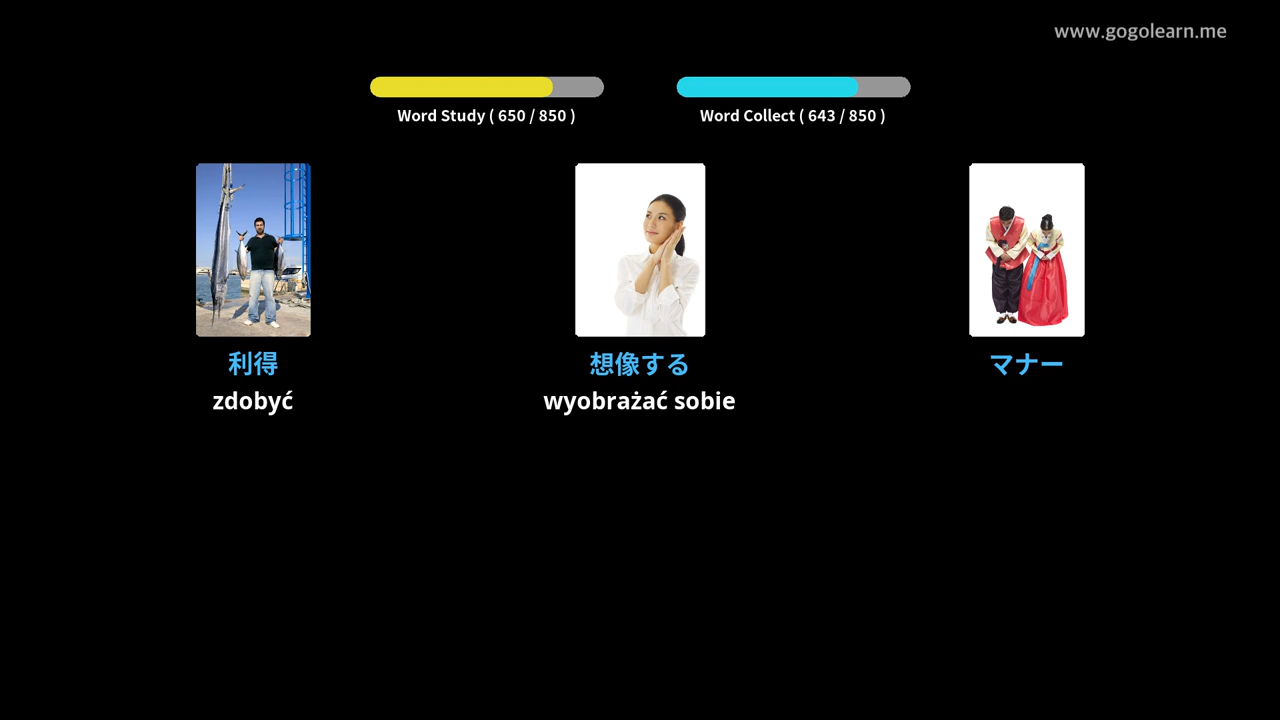 www.gogolearn.me
Word Study ( 650 / 850 )
Word Collect ( 643 / 850 )
利得
zdobyć
想像する
wyobrażać sobie
マナー